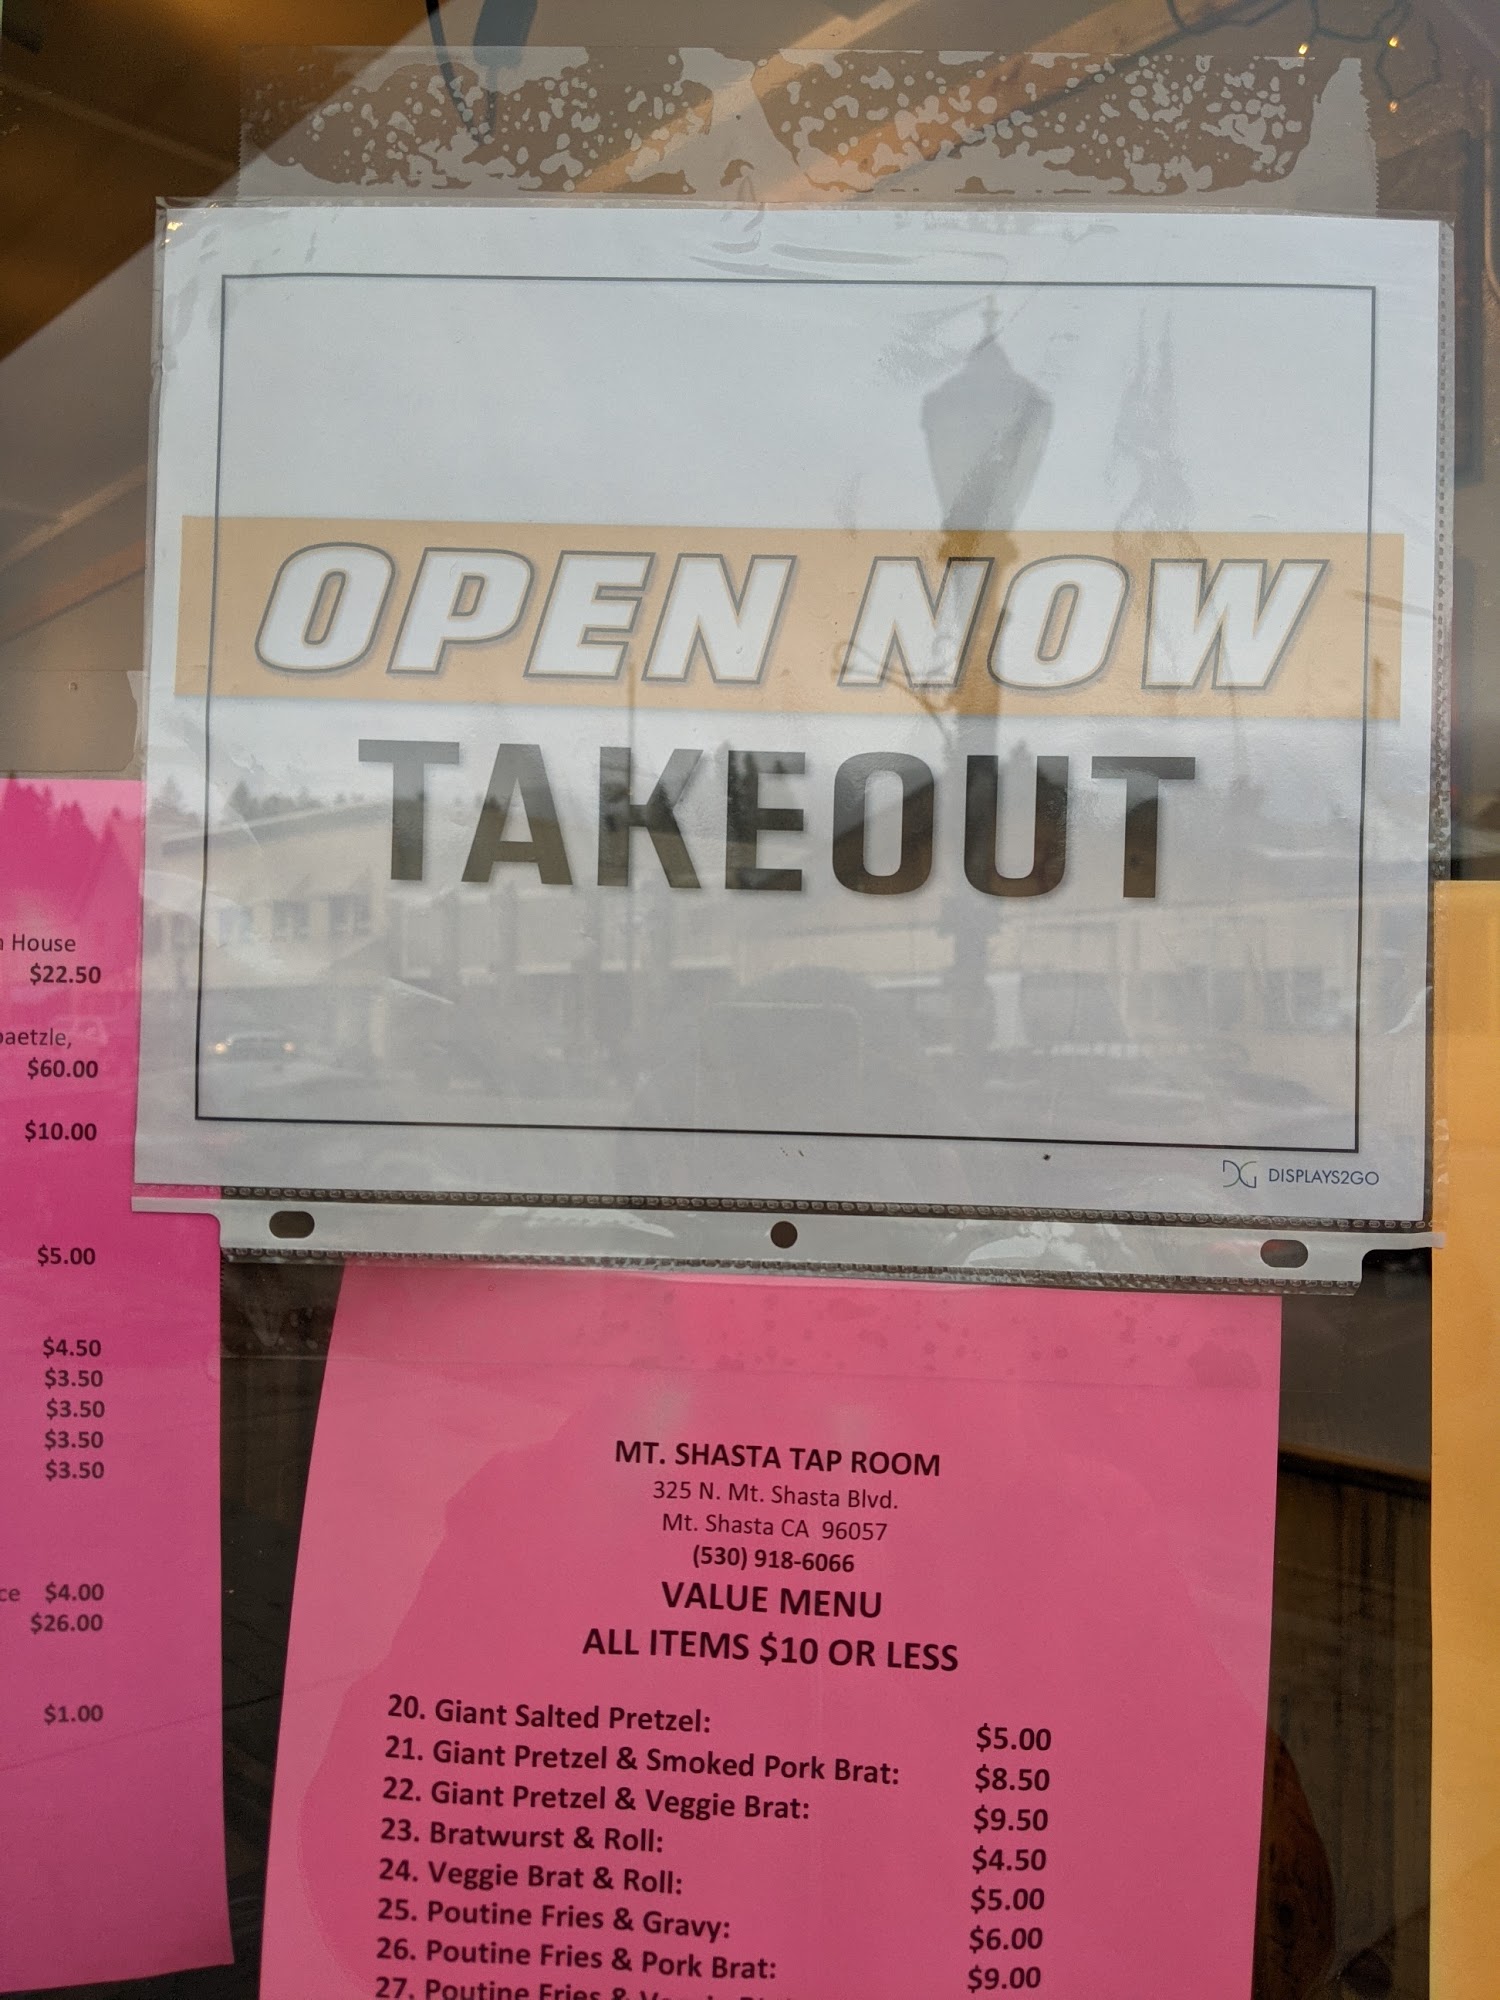 OPEN NOW
TAKEOUT
DG DISPLAYS2GO
House
$22.50
$60.00
$10.00
$5.00
$4.50
$3.50
$3.50
$3.50
$3.50
$4.00
$26.00
$1.00
MT. SHASTA TAP ROOM
325 N. Mt. Shasta Blvd.
Mt. Shasta CA 96057
(530) 918-6066
VALUE MENU
ALL ITEMS $10 OR LESS
20. Giant Salted Pretzel: $5.00
21. Giant Pretzel & Smoked Pork Brat: $8.50
22. Giant Pretzel & Veggie Brat: $9.50
23. Bratwurst & Roll: $4.50
24. Veggie Brat & Roll: $5.00
25. Poutine Fries & Gravy: $6.00
26. Poutine Fries & Pork Brat: $9.00
27. Poutine Fries &